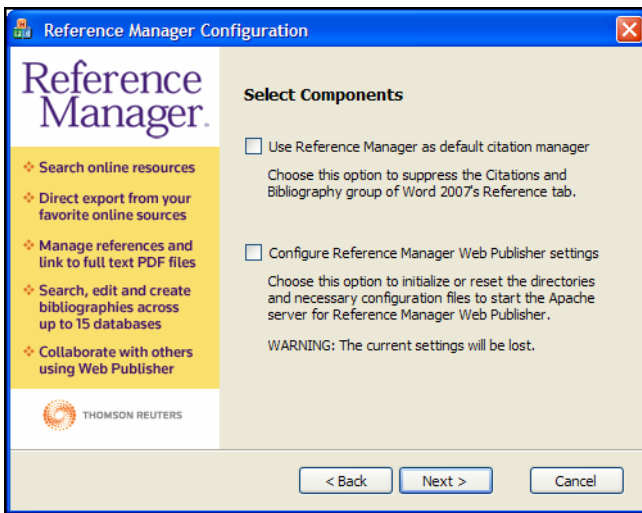 Reference Manager Configuration
Reference
Manager.
Search online resources
Direct export from your
favorite online sources
Manage references and
link to full text PDF files
Search, edit and create
bibliographies across
up to 15 databases
Collaborate with others
using Web Publisher
THOMSON REUTERS
Select Components
Use Reference Manager as default citation manager
Choose this option to suppress the Citations and
Bibliography group of Word 2007's Reference tab.
Configure Reference Manager Web Publisher settings
Choose this option to initialize or reset the directories
and necessary configuration files to start the Apache
server for Reference Manager Web Publisher.
WARNING: The current settings will be lost.
< Back Next > Cancel